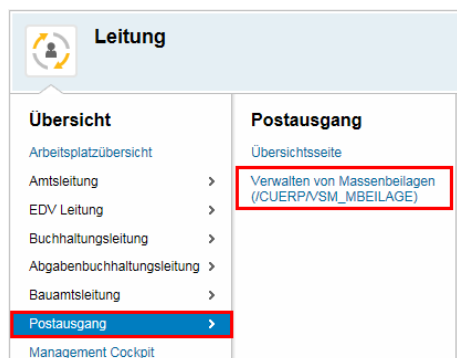 Leitung
Übersicht
Arbeitsplatzübersicht
Amtsleitung
EDV Leitung
Buchhaltungsleitung
Abgabenbuchhaltungsleitung
Bauamtsleitung
Postausgang
Management Cockpit
Postausgang
Übersichtsseite
Verwalten von Massenbeilagen
(/CUERP/VSM_MBEILAGE)